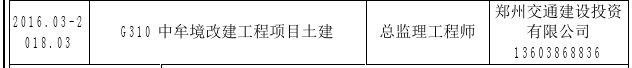 2016.03-2
018.03
G310 中牟境改建工程项目土建
总监理工程师
郑州交通建设投资
有限公司
13603868836